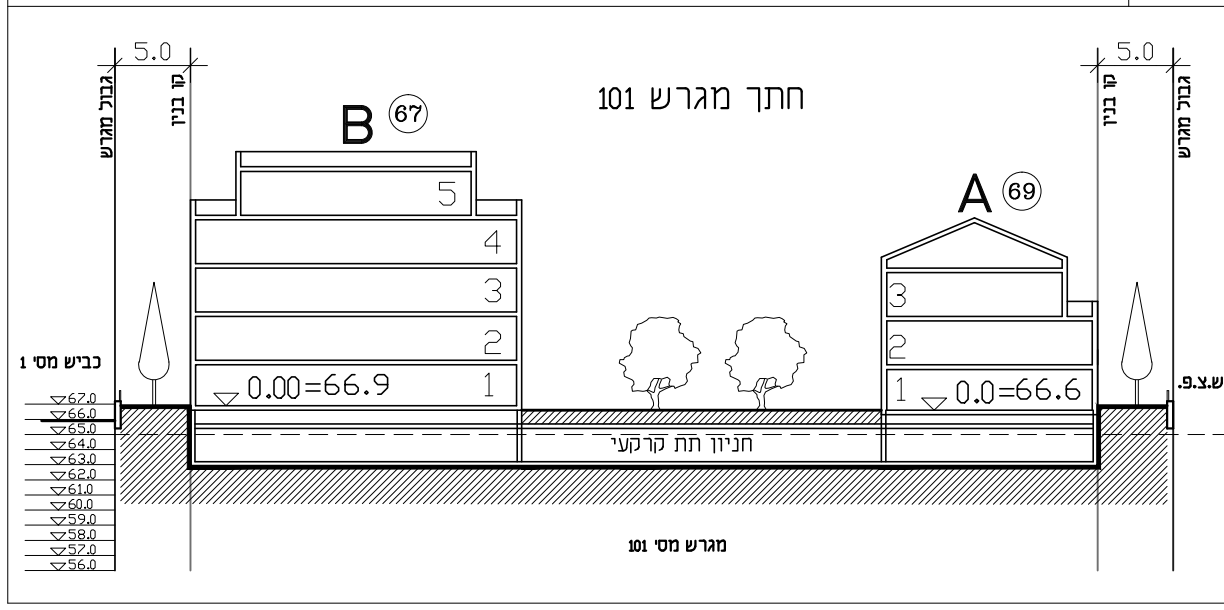 5.0
5.0
גבול מגרש
קו בנין
קו בנין
גבול מגרש
חתך מגרש 101
B 67
A 69
5
4
3
3
2
2
0.00=66.9 1
1 0.0=66.6
כביש מס' 1
ש.צ.פ.
67.0
66.0
65.0
64.0
63.0
62.0
61.0
60.0
59.0
58.0
57.0
56.0
חניון תת קרקעי
מגרש מס' 101